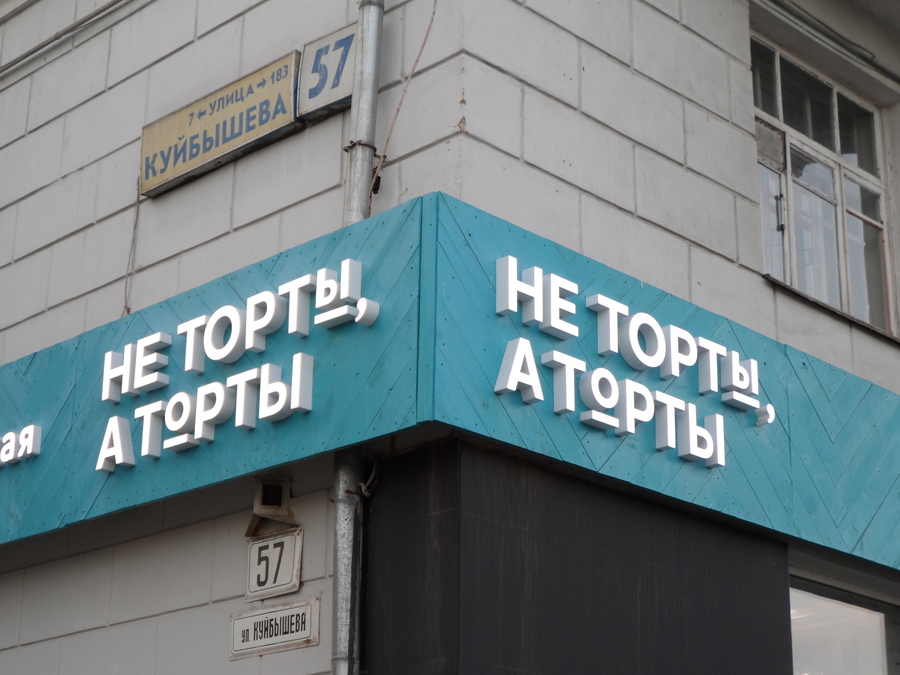 7←УЛИЦА→183
КУЙБЫШЕВА
57
НЕ ТОРТЫ,
А ТОРТЫ
НЕ ТОРТЫ,
А ТОРТЫ
ая
57
ул. КУЙБЫШЕВА